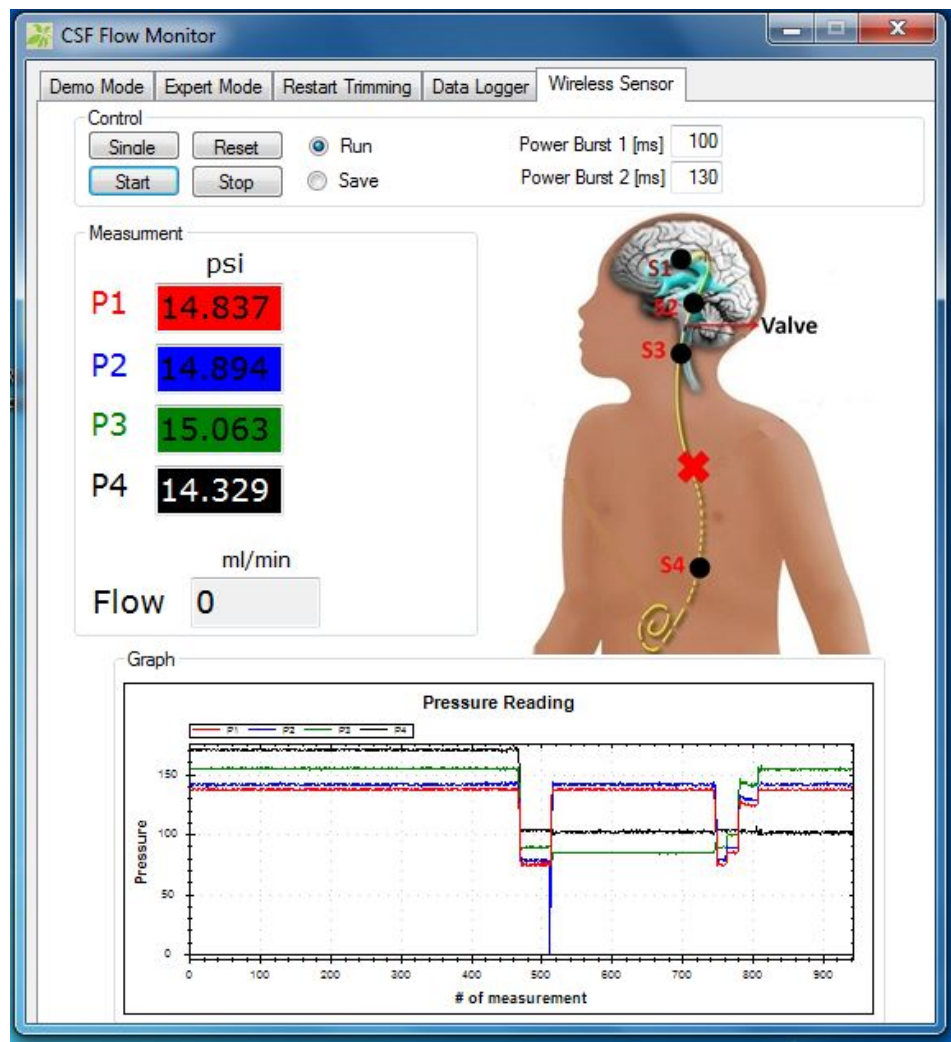 CSF Flow Monitor
Demo Mode Expert Mode Restart Trimming Data Logger Wireless Sensor
Control
Single Reset Run Power Burst 1 [ms] 100
Start Stop Save Power Burst 2 [ms] 130
Measurment
psi
P1 14.837
P2 14.894
P3 15.063
P4 14.329
ml/min
Flow 0
S1
S2
Valve
S3
S4
Graph
Pressure Reading
P1 P2 P3 P4
150
100
50
0
Pressure
0 100 200 300 400 500 600 700 800 900
# of measurement